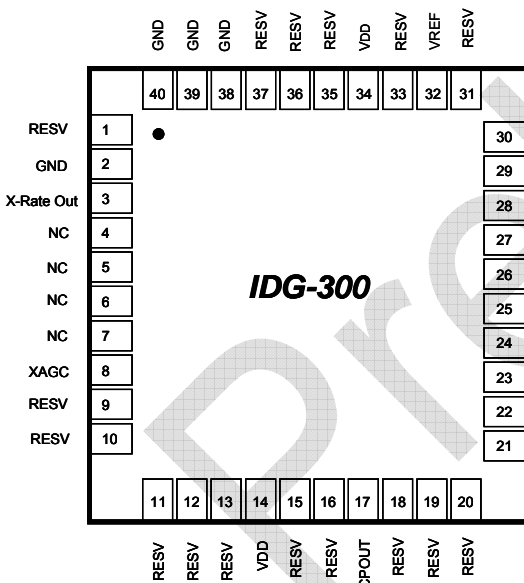 GND GND GND RESV RESV RESV VDD RESV VREF RESV
40 39 38 37 36 35 34 33 32 31
RESV 1
GND 2
X-Rate Out 3
NC 4
NC 5
NC 6
NC 7
XAGC 8
RESV 9
RESV 10
IDG-300
30
29
28
27
26
25
24
23
22
21
11 12 13 14 15 16 17 18 19 20
RESV RESV RESV VDD RESV RESV CPOUT RESV RESV RESV
Pre